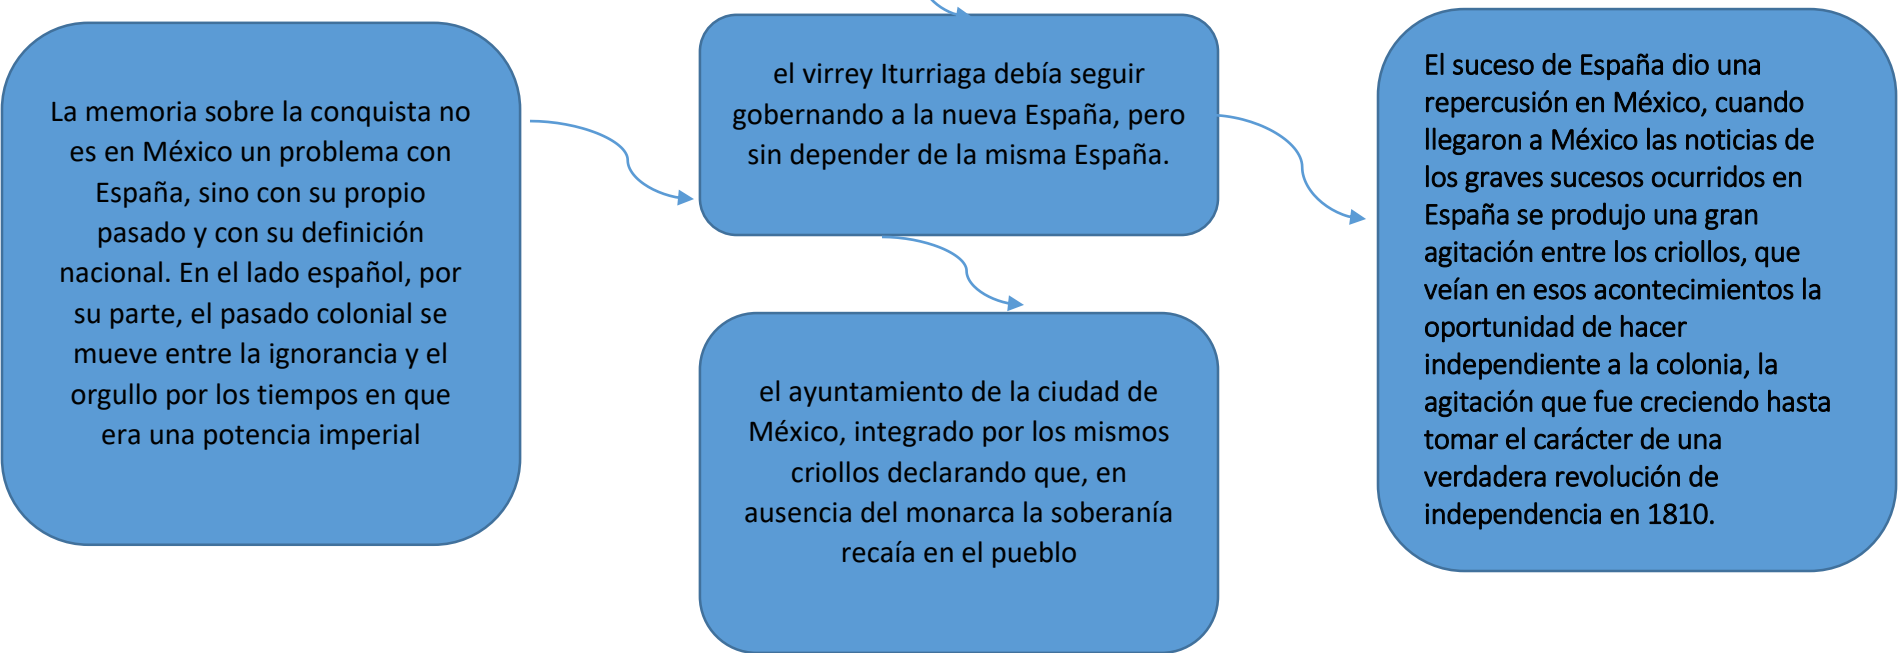 La memoria sobre la conquista no
es en México un problema con
España, sino con su propio
pasado y con su definición
nacional. En el lado español, por
su parte, el pasado colonial se
mueve entre la ignorancia y el
orgullo por los tiempos en que
era una potencia imperial
el virrey Iturriaga debía seguir
gobernando a la nueva España, pero
sin depender de la misma España.
el ayuntamiento de la ciudad de
México, integrado por los mismos
criollos declarando que, en
ausencia del monarca la soberanía
recaía en el pueblo
El suceso de España dio una
repercusión en México, cuando
llegaron a México las noticias de
los graves sucesos ocurridos en
España se produjo una gran
agitación entre los criollos, que
veían en esos acontecimientos la
oportunidad de hacer
independiente a la colonia, la
agitación que fue creciendo hasta
tomar el carácter de una
verdadera revolución de
independencia en 1810.